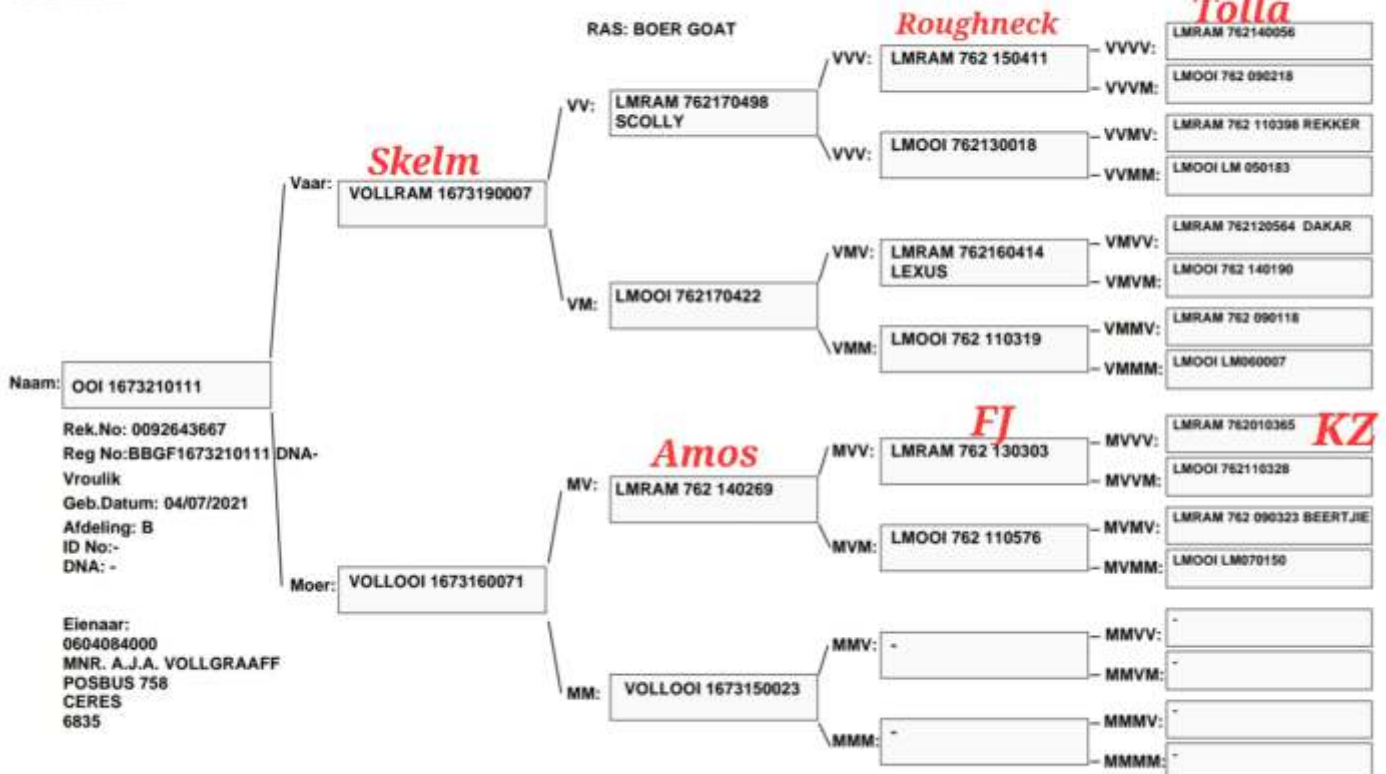 RAS: BOER GOAT
Naam:
OOI 1673210111
Rek.No: 0092643667
Reg No:BBGF1673210111 DNA-
Vroulik
Geb.Datum: 04/07/2021
Afdeling: B
ID No:-
DNA: -
Eienaar:
0604084000
MNR. A.J.A. VOLLGRAAFF
POSBUS 758
CERES
6835
Vaar:
Skelm
VOLLRAM 1673190007
Moer:
VOLLOOI 1673160071
VV:
LMRAM 762170498
SCOLLY
VM:
LMOOI 762170422
MV:
Amos
LMRAM 762 140269
MM:
VOLLOOI 1673150023
VVV:
Roughneck
LMRAM 762 150411
VVV:
LMOOI 762130018
VMV:
LMRAM 762160414
LEXUS
VMM:
LMOOI 762 110319
MVV:
FJ
LMRAM 762 130303
MVM:
LMOOI 762 110576
MMV:
-
MMM:
-
Tolla
VVVV:
LMRAM 762140056
VVVM:
LMOOI 762 090218
VVMV:
LMRAM 762 110398 REKKER
VVMM:
LMOOI LM 050183
VMVV:
LMRAM 762120564 DAKAR
VMVM:
LMOOI 762 140190
VMMV:
LMRAM 762 090118
VMMM:
LMOOI LM060007
MVVV:
LMRAM 762010365
KZ
MVVM:
LMOOI 762110328
MVMV:
LMRAM 762 090323 BEERTJIE
MVMM:
LMOOI LM070150
MMVV:
-
MMVM:
-
MMMV:
-
MMMM:
-